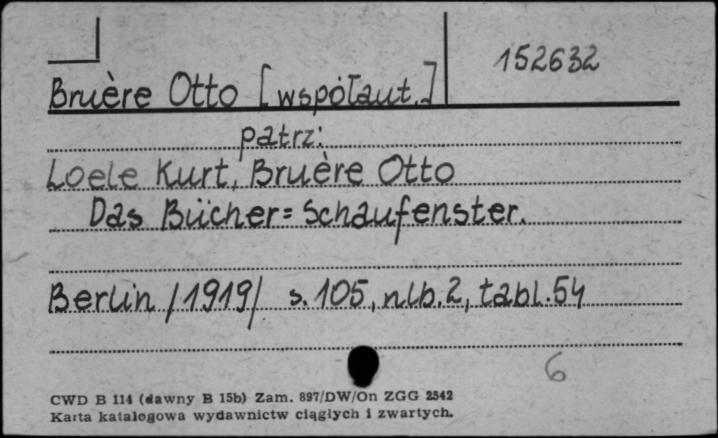 152632
Bruère Otto [współaut.]
patrz:
Loele Kurt, Bruère Otto
Das Bücher=Schaufenster.
Berlin /1919/ s.105, nlb.2, tabl.54
6
CWD B 114 (dawny B 15b) Zam. 897/DW/On ZGG 2542
Karta katalogowa wydawnictw ciągłych i zwartych.